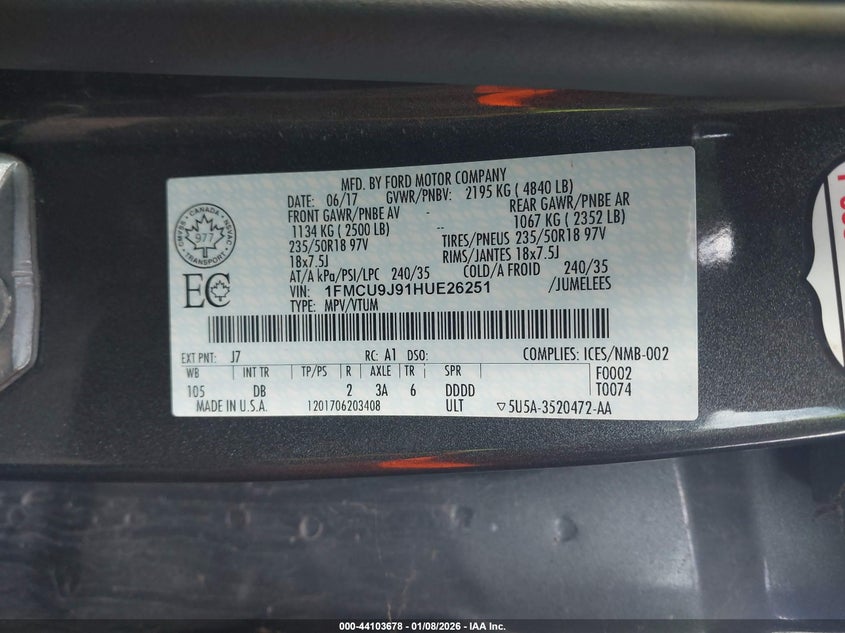 MFD. BY FORD MOTOR COMPANY
DATE: 06/17 GVWR/PNBV: 2195 KG ( 4840 LB)
FRONT GAWR/PNBE AV REAR GAWR/PNBE AR
1134 KG ( 2500 LB) -- 1067 KG ( 2352 LB)
235/50R18 97V TIRES/PNEUS 235/50R18 97V
18x7.5J RIMS/JANTES 18x7.5J
AT/A kPa/PSI/LPC 240/35 COLD/A FROID 240/35
VIN: 1FMCU9J91HUE26251 /JUMELEES
TYPE: MPV/VTUM
CANADA
NSVAC
TRANSPORT
977
EC
EXT PNT: J7 RC: A1 DSO: COMPLIES: ICES/NMB-002
WB INT TR TP/PS R AXLE TR SPR F0002
105 DB 2 3A 6 DDDD T0074
MADE IN U.S.A. 1201706203408 ULT ▽5U5A-3520472-AA
000-44103678 - 01/08/2026 - IAA Inc.